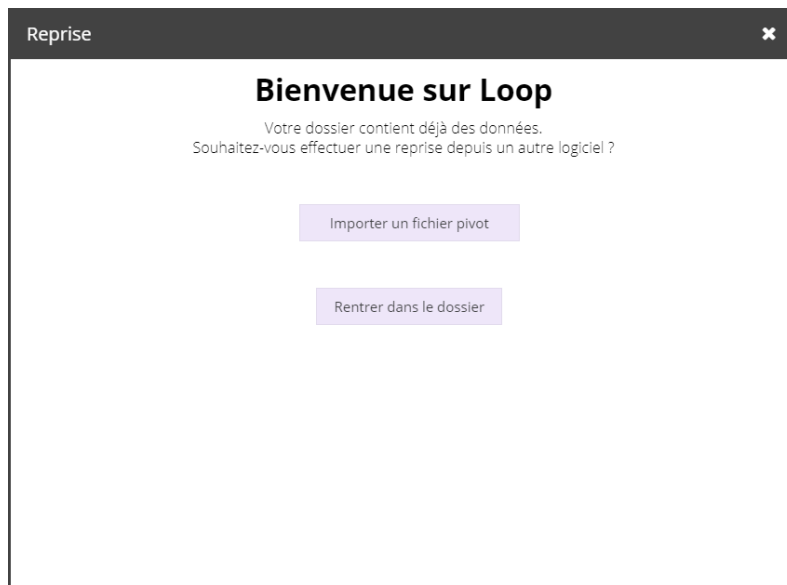 Reprise
Bienvenue sur Loop
Votre dossier contient déjà des données.
Souhaitez-vous effectuer une reprise depuis un autre logiciel ?
Importer un fichier pivot
Rentrer dans le dossier